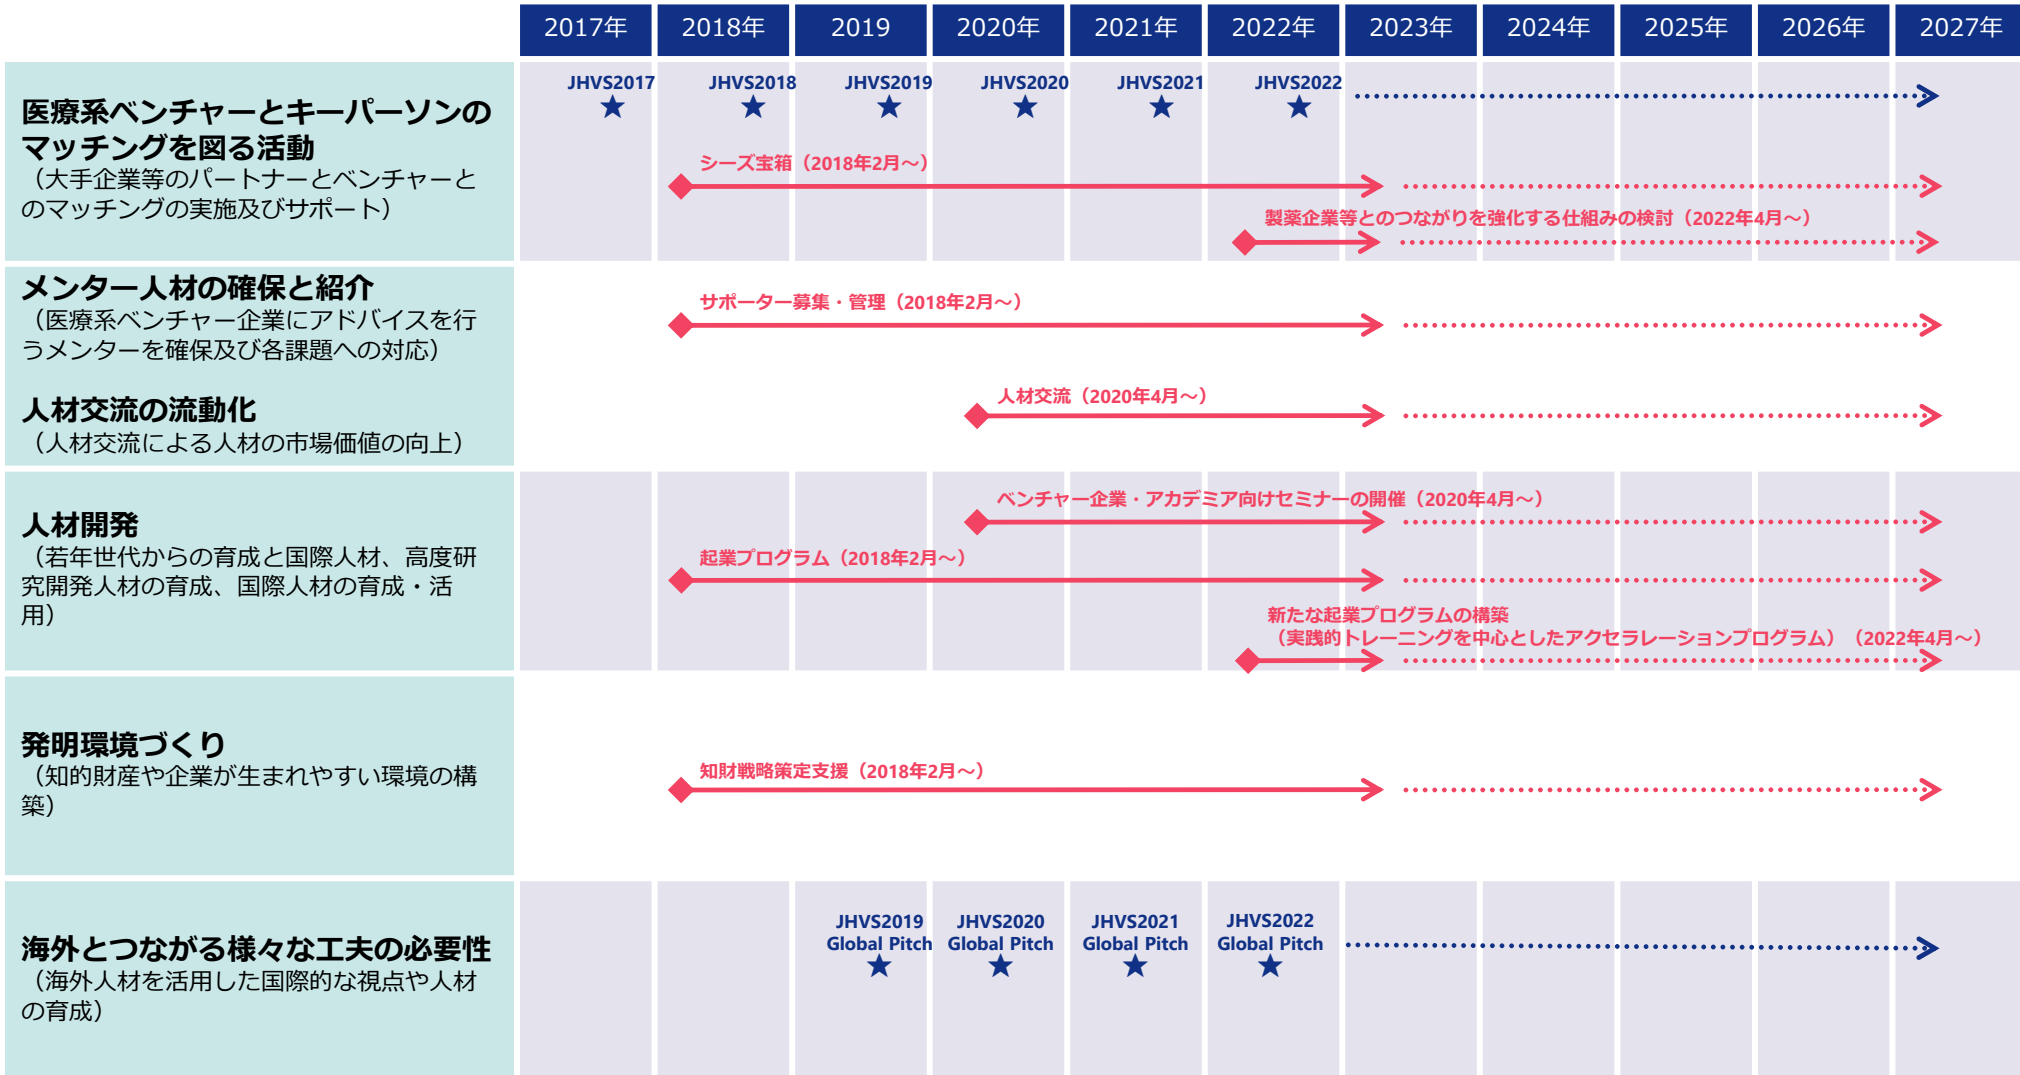 2017年 2018年 2019 2020年 2021年 2022年 2023年 2024年 2025年 2026年 2027年
医療系ベンチャーとキーパーソンの
マッチングを図る活動
（大手企業等のパートナーとベンチャーと
のマッチングの実施及びサポート）
JHVS2017 JHVS2018 JHVS2019 JHVS2020 JHVS2021 JHVS2022
シーズ宝箱（2018年2月～）
製薬企業等とのつながりを強化する仕組みの検討（2022年4月～）
メンター人材の確保と紹介
（医療系ベンチャー企業にアドバイスを行
うメンターを確保及び各課題への対応）
サポーター募集・管理（2018年2月～）
人材交流の流動化
（人材交流による人材の市場価値の向上）
人材交流（2020年4月～）
人材開発
（若年世代からの育成と国際人材、高度研
究開発人材の育成、国際人材の育成・活
用）
ベンチャー企業・アカデミア向けセミナーの開催（2020年4月～）
起業プログラム（2018年2月～）
新たな起業プログラムの構築
（実践的トレーニングを中心としたアクセラレーションプログラム）（2022年4月～）
発明環境づくり
（知的財産や企業が生まれやすい環境の構
築）
知財戦略策定支援（2018年2月～）
海外とつながる様々な工夫の必要性
（海外人材を活用した国際的な視点や人材
の育成）
JHVS2019 JHVS2020 JHVS2021 JHVS2022
Global Pitch Global Pitch Global Pitch Global Pitch